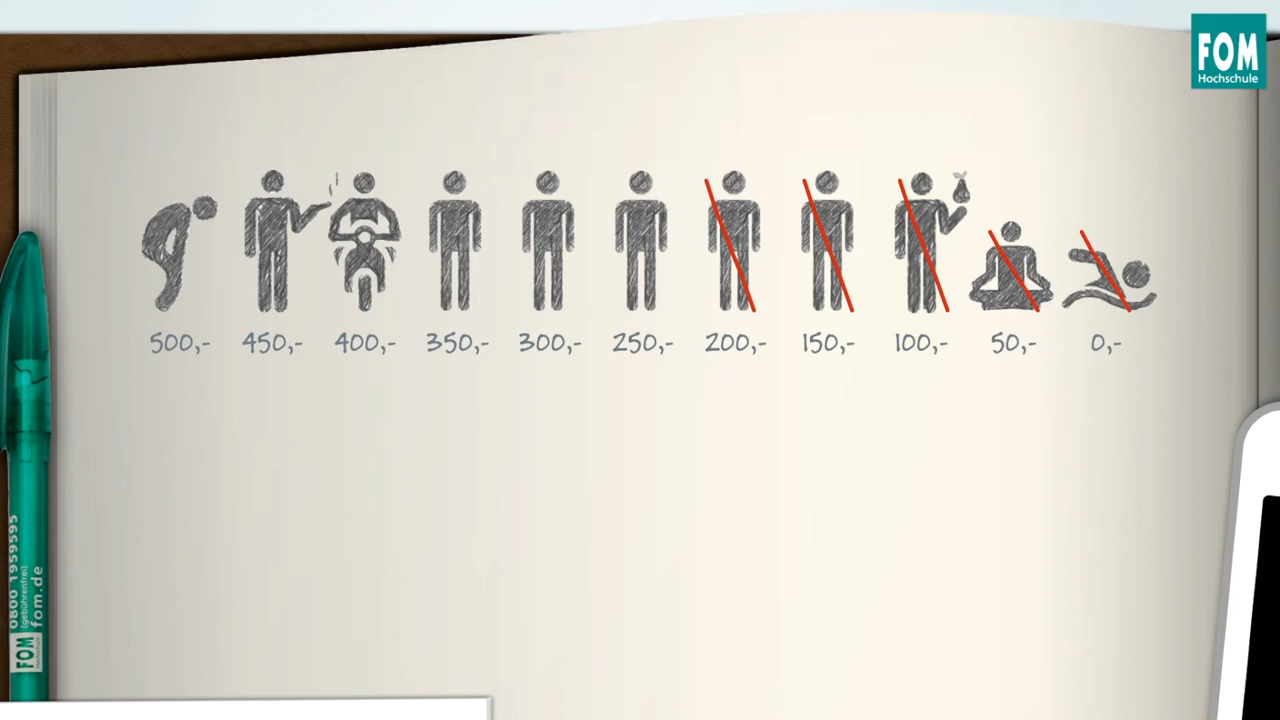 FOM
Hochschule
500,- 450,- 400,- 350,- 300,- 250,- 200,- 150,- 100,- 50,- 0,-
0800 1959595
(gebührenfrei)
fom.de
FOM
Hochschule